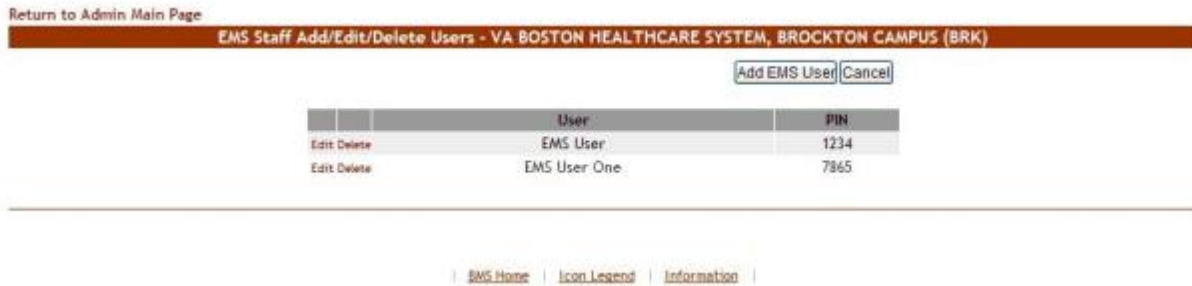 Return to Admin Main Page
EMS Staff Add/Edit/Delete Users - VA BOSTON HEALTHCARE SYSTEM, BROCKTON CAMPUS (BRK)
Add EMS User Cancel
User PIN
Edit Delete EMS User 1234
Edit Delete EMS User One 7865
| BMS Home | Icon Legend | Information |